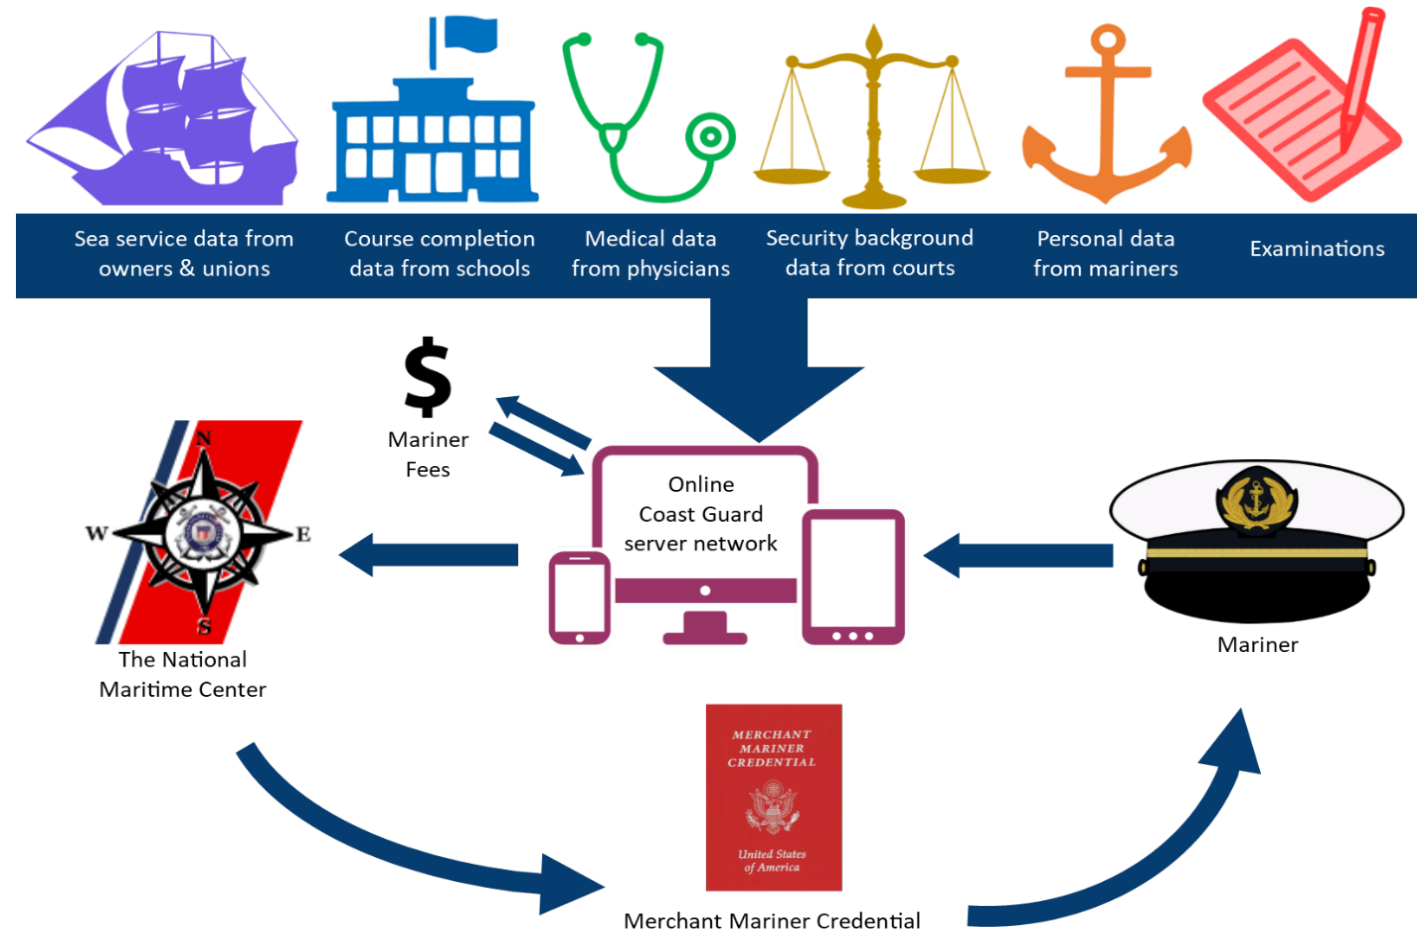 Sea service data from
owners & unions
Course completion
data from schools
Medical data
from physicians
Security background
data from courts
Personal data
from mariners
Examinations
$
Mariner
Fees
Online
Coast Guard
server network
N
W
E
S
The National
Maritime Center
Mariner
MERCHANT
MARINER
CREDENTIAL
United States
of America
Merchant Mariner Credential